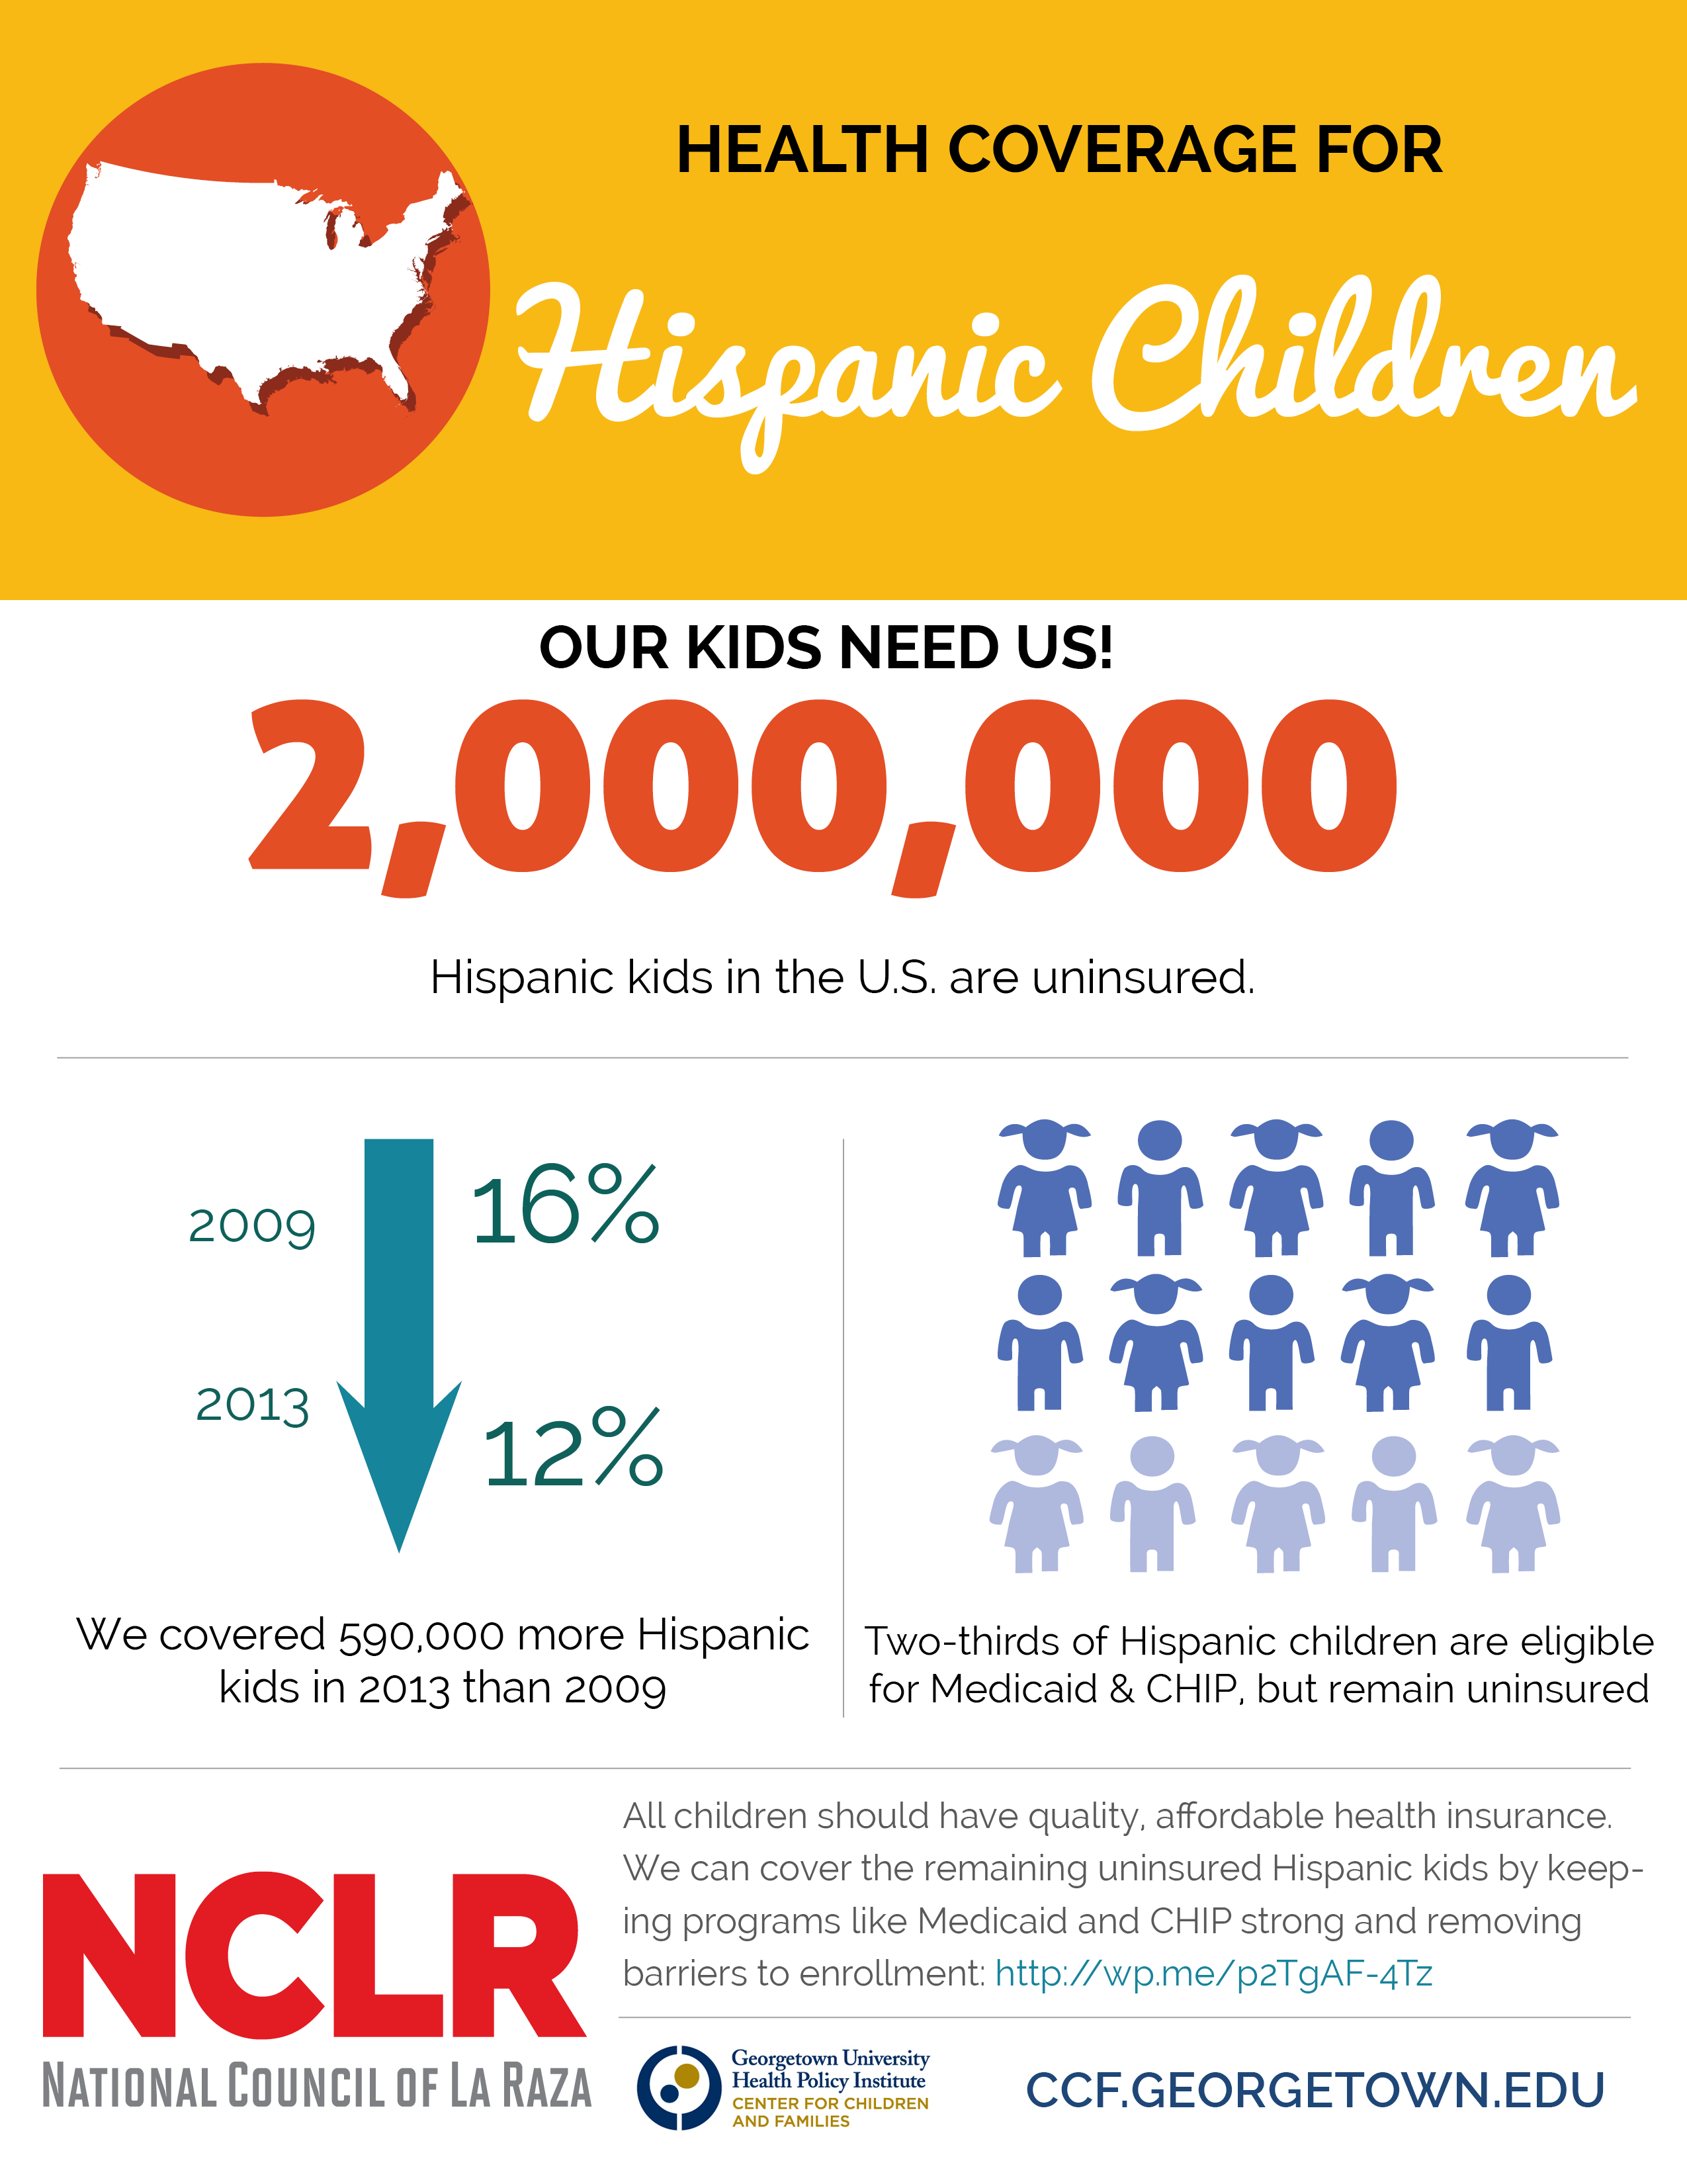 HEALTH COVERAGE FOR
Hispanic Children
OUR KIDS NEED US!
2,000,000
Hispanic kids in the U.S. are uninsured.
2009
16%
2013
12%
We covered 590,000 more Hispanic
kids in 2013 than 2009
Two-thirds of Hispanic children are eligible
for Medicaid & CHIP, but remain uninsured
All children should have quality, affordable health insurance.
We can cover the remaining uninsured Hispanic kids by keep-
ing programs like Medicaid and CHIP strong and removing
barriers to enrollment: http://wp.me/p2TgAF-4Tz
NCLR
NATIONAL COUNCIL OF LA RAZA
Georgetown University
Health Policy Institute
CENTER FOR CHILDREN
AND FAMILIES
CCF.GEORGETOWN.EDU